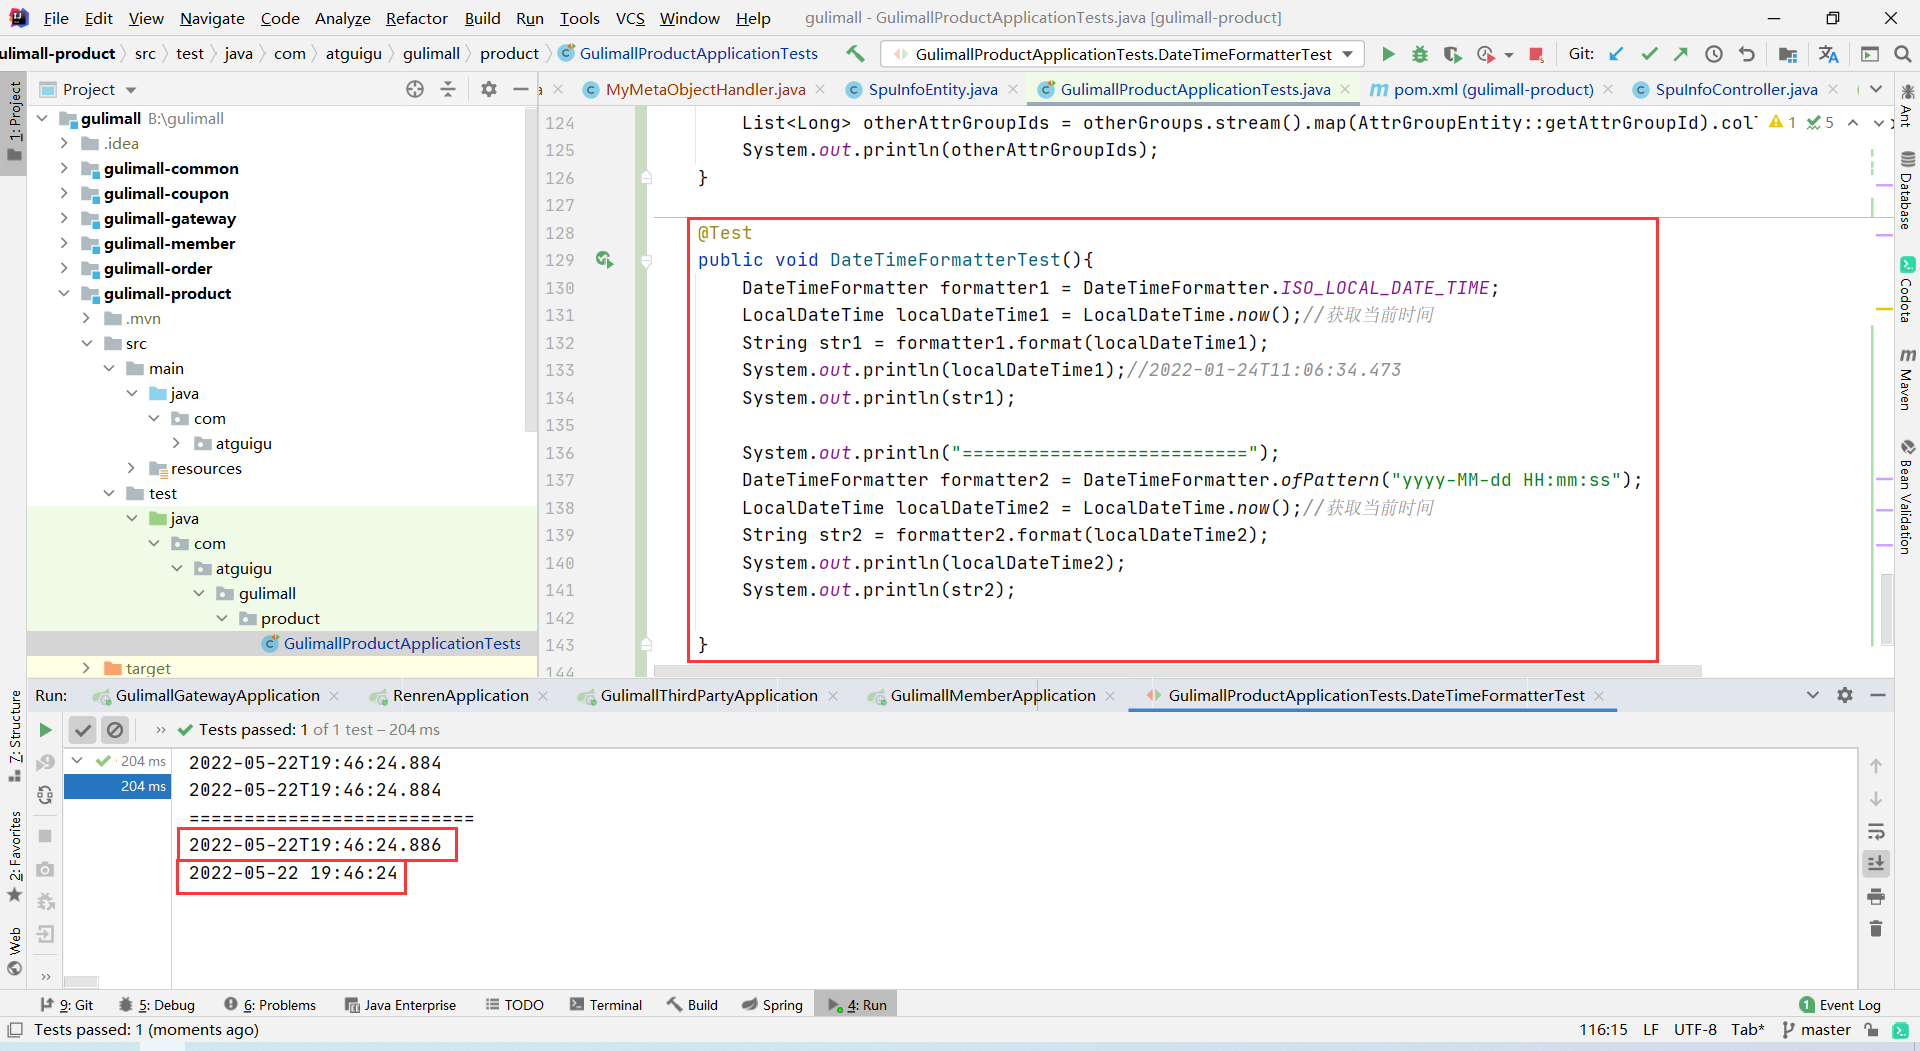 File Edit View Navigate Code Analyze Refactor Build Run Tools VCS Window Help gulimall - GulimallProductApplicationTests.java [gulimall-product]
ulimall-product src test java com atguigu gulimall product GulimallProductApplicationTests GulimallProductApplicationTests.DateTimeFormatterTest Git:
Project
a MyMetaObjectHandler.java SpuInfoEntity.java GulimallProductApplicationTests.java pom.xml (gulimall-product) SpuInfoController.java
1: Project
gulimall B:\gulimall
.idea
gulimall-common
gulimall-coupon
gulimall-gateway
gulimall-member
gulimall-order
gulimall-product
.mvn
src
main
java
com
atguigu
resources
test
java
com
atguigu
gulimall
product
GulimallProductApplicationTests
target
124 List<Long> otherAttrGroupIds = otherGroups.stream().map(AttrGroupEntity::getAttrGroupId).coll 1 5
125 System.out.println(otherAttrGroupIds);
126 }
127
128 @Test
129 public void DateTimeFormatterTest(){
130 DateTimeFormatter formatter1 = DateTimeFormatter.ISO_LOCAL_DATE_TIME;
131 LocalDateTime localDateTime1 = LocalDateTime.now();//获取当前时间
132 String str1 = formatter1.format(localDateTime1);
133 System.out.println(localDateTime1);//2022-01-24T11:06:34.473
134 System.out.println(str1);
135
136 System.out.println("==========================");
137 DateTimeFormatter formatter2 = DateTimeFormatter.ofPattern("yyyy-MM-dd HH:mm:ss");
138 LocalDateTime localDateTime2 = LocalDateTime.now();//获取当前时间
139 String str2 = formatter2.format(localDateTime2);
140 System.out.println(localDateTime2);
141 System.out.println(str2);
142
143 }
144
Ant
Database
Codota
Maven
Bean Validation
Run: GulimallGatewayApplication RenrenApplication GulimallThirdPartyApplication GulimallMemberApplication GulimallProductApplicationTests.DateTimeFormatterTest
Tests passed: 1 of 1 test – 204 ms
204 ms
204 ms
2022-05-22T19:46:24.884
2022-05-22T19:46:24.884
==========================
2022-05-22T19:46:24.886
2022-05-22 19:46:24
7: Structure
2: Favorites
Web
9: Git 5: Debug 6: Problems Java Enterprise TODO Terminal Build Spring 4: Run 1 Event Log
Tests passed: 1 (moments ago) 116:15 LF UTF-8 Tab* master